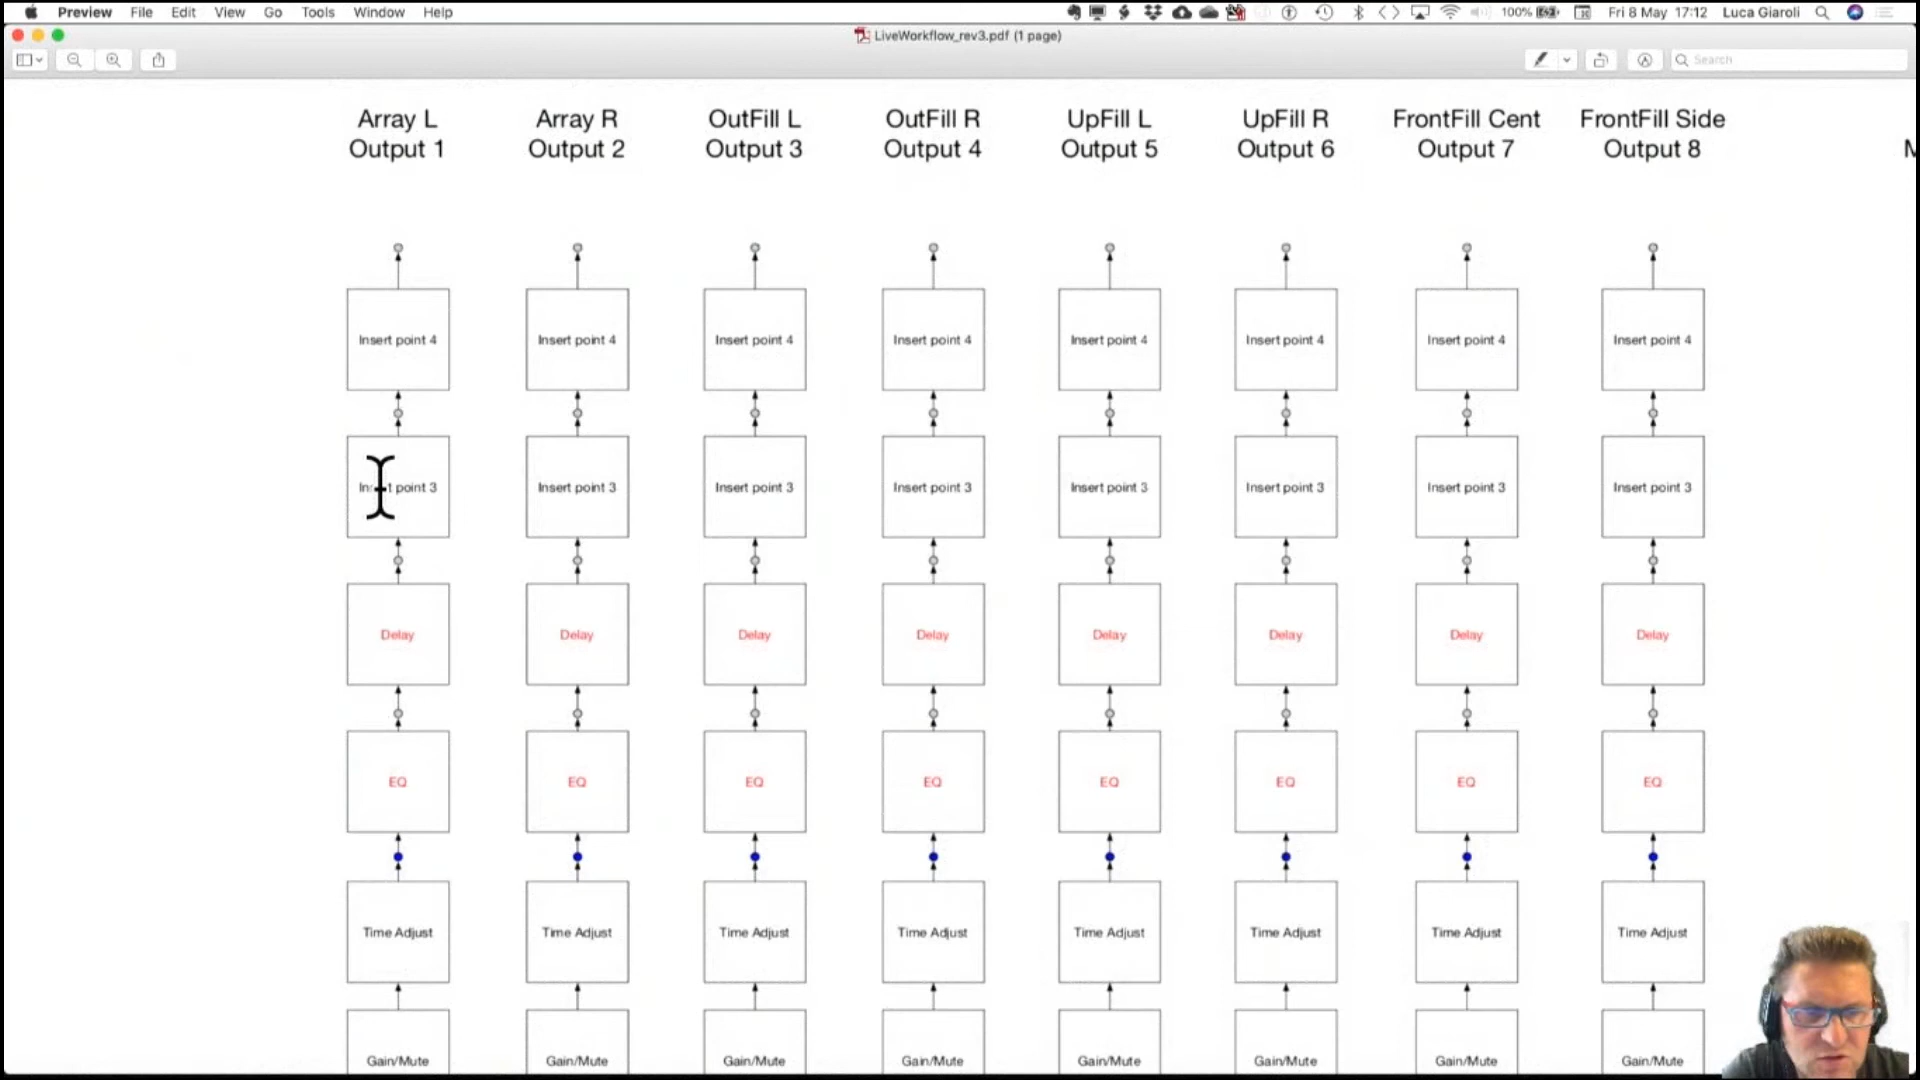 Preview File Edit View Go Tools Window Help 100% Fri 8 May 17:12 Luca Giaroli
LiveWorkflow_rev3.pdf (1 page)
Search
Array L Array R OutFill L OutFill R UpFill L UpFill R FrontFill Cent FrontFill Side
Output 1 Output 2 Output 3 Output 4 Output 5 Output 6 Output 7 Output 8 M
Insert point 4 Insert point 4 Insert point 4 Insert point 4 Insert point 4 Insert point 4 Insert point 4 Insert point 4
Insert point 3 Insert point 3 Insert point 3 Insert point 3 Insert point 3 Insert point 3 Insert point 3 Insert point 3
Delay Delay Delay Delay Delay Delay Delay Delay
EQ EQ EQ EQ EQ EQ EQ EQ
Time Adjust Time Adjust Time Adjust Time Adjust Time Adjust Time Adjust Time Adjust Time Adjust
Gain/Mute Gain/Mute Gain/Mute Gain/Mute Gain/Mute Gain/Mute Gain/Mute Gain/Mute